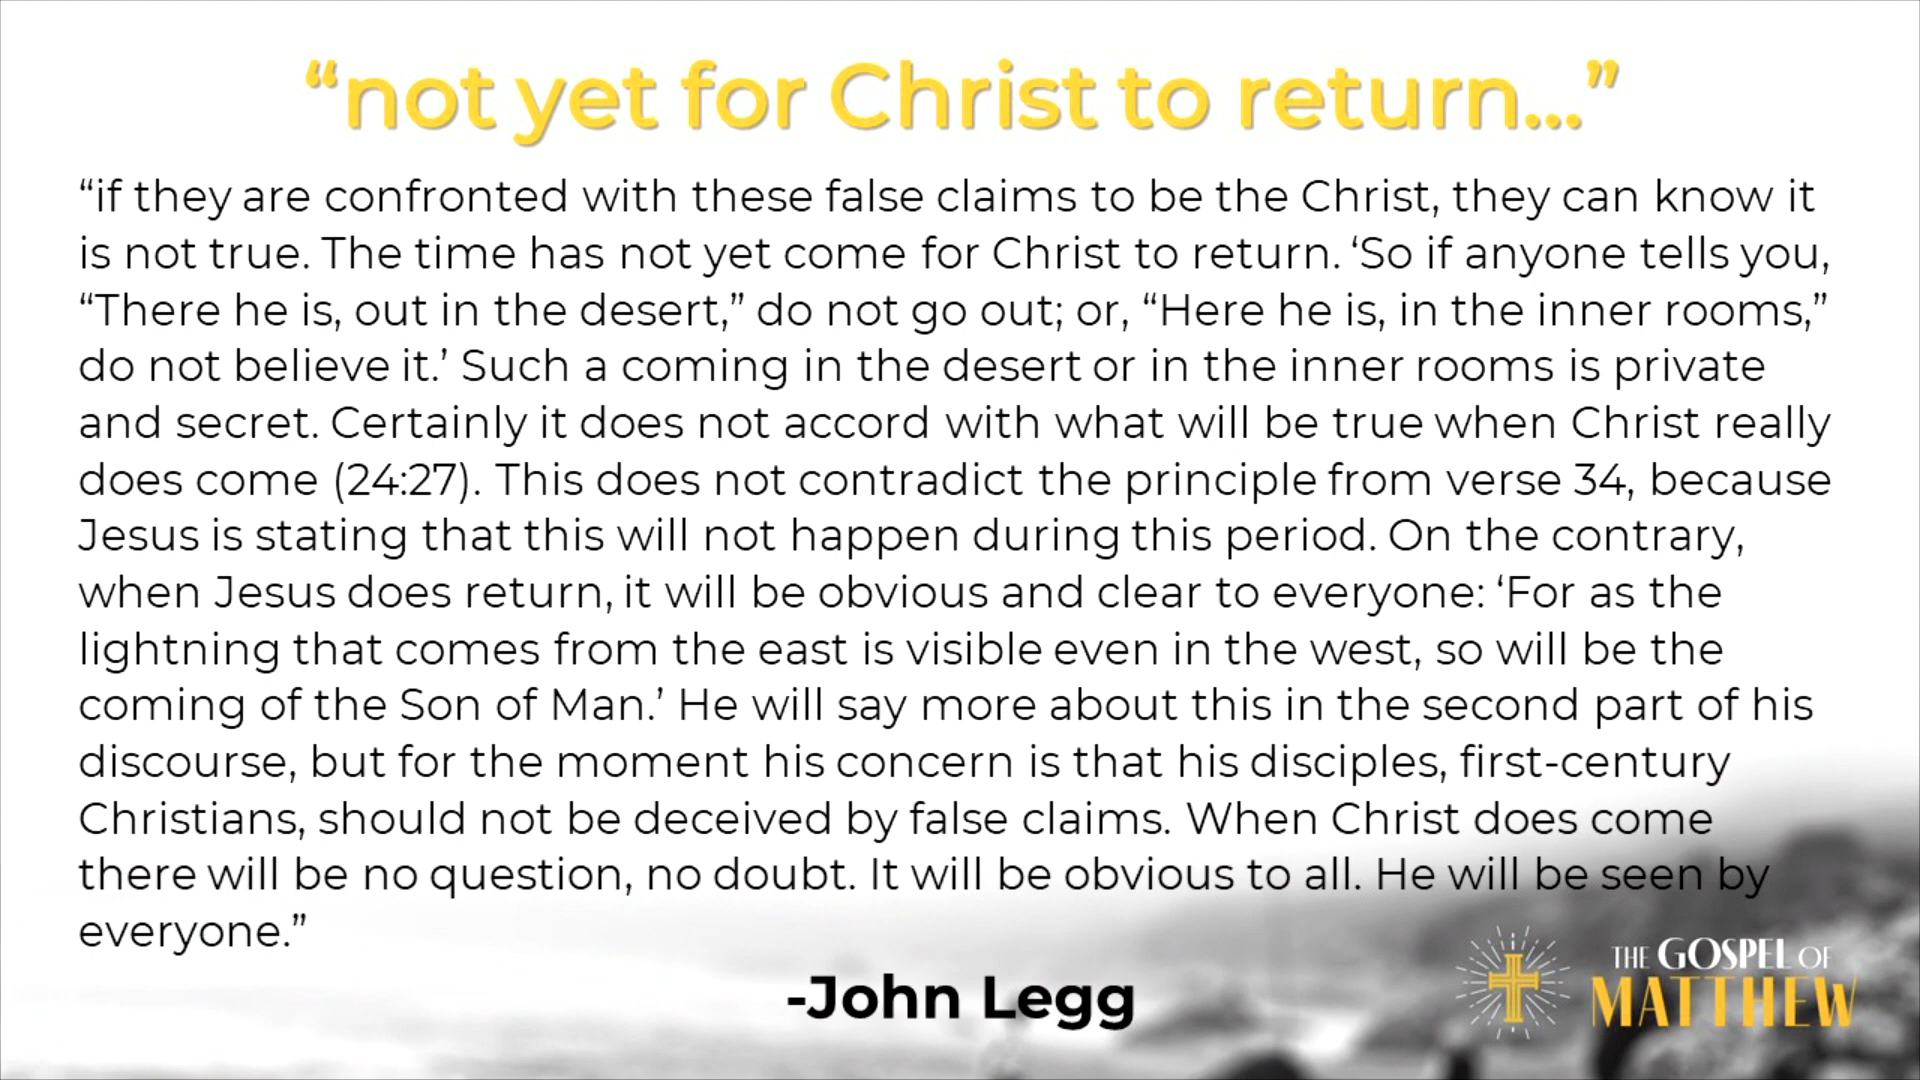 “not yet for Christ to return...”
“if they are confronted with these false claims to be the Christ, they can know it
is not true. The time has not yet come for Christ to return. ‘So if anyone tells you,
“There he is, out in the desert,” do not go out; or, “Here he is, in the inner rooms,”
do not believe it.’ Such a coming in the desert or in the inner rooms is private
and secret. Certainly it does not accord with what will be true when Christ really
does come (24:27). This does not contradict the principle from verse 34, because
Jesus is stating that this will not happen during this period. On the contrary,
when Jesus does return, it will be obvious and clear to everyone: ‘For as the
lightning that comes from the east is visible even in the west, so will be the
coming of the Son of Man.’ He will say more about this in the second part of his
discourse, but for the moment his concern is that his disciples, first-century
Christians, should not be deceived by false claims. When Christ does come
there will be no question, no doubt. It will be obvious to all. He will be seen by
everyone.”
-John Legg
THE GOSPEL OF
MATTHEW